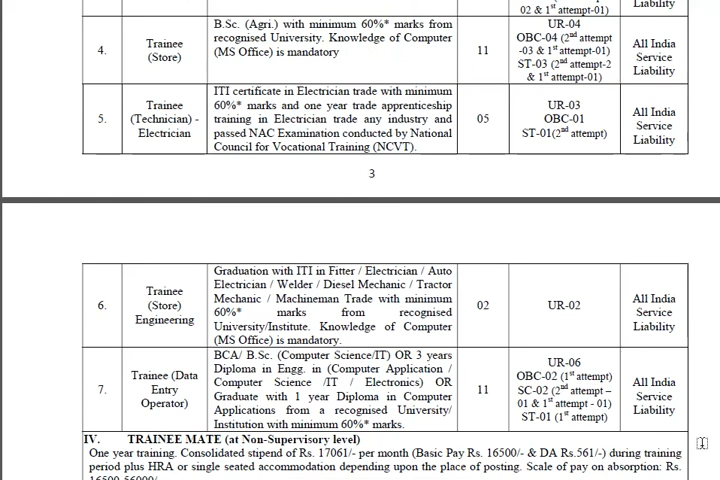 02 & 1st attempt-01)
Liability
4.
Trainee
(Store)
B.Sc. (Agri.) with minimum 60%* marks from
recognised University. Knowledge of Computer
(MS Office) is mandatory
11
UR-04
OBC-04 (2nd attempt
-03 & 1st attempt-01)
ST-03 (2nd attempt-2
& 1st attempt-01)
All India
Service
Liability
5.
Trainee
(Technician) -
Electrician
ITI certificate in Electrician trade with minimum
60%* marks and one year trade apprenticeship
training in Electrician trade any industry and
passed NAC Examination conducted by National
Council for Vocational Training (NCVT).
05
UR-03
OBC-01
ST-01(2nd attempt)
All India
Service
Liability
3
6.
Trainee
(Store)
Engineering
Graduation with ITI in Fitter / Electrician / Auto
Electrician / Welder / Diesel Mechanic / Tractor
Mechanic / Machineman Trade with minimum
60%* marks from recognised
University/Institute. Knowledge of Computer
(MS Office) is mandatory.
02
UR-02
All India
Service
Liability
7.
Trainee (Data
Entry
Operator)
BCA/ B.Sc. (Computer Science/IT) OR 3 years
Diploma in Engg. in (Computer Application /
Computer Science /IT / Electronics) OR
Graduate with 1 year Diploma in Computer
Applications from a recognised University/
Institution with minimum 60%* marks.
11
UR-06
OBC-02 (1st attempt)
SC-02 (2nd attempt –
01 & 1st attempt - 01)
ST-01 (1st attempt)
All India
Service
Liability
IV. TRAINEE MATE (at Non-Supervisory level)
One year training. Consolidated stipend of Rs. 17061/- per month (Basic Pay Rs. 16500/- & DA Rs.561/-) during training
period plus HRA or single seated accommodation depending upon the place of posting. Scale of pay on absorption: Rs.
16500-56000/-